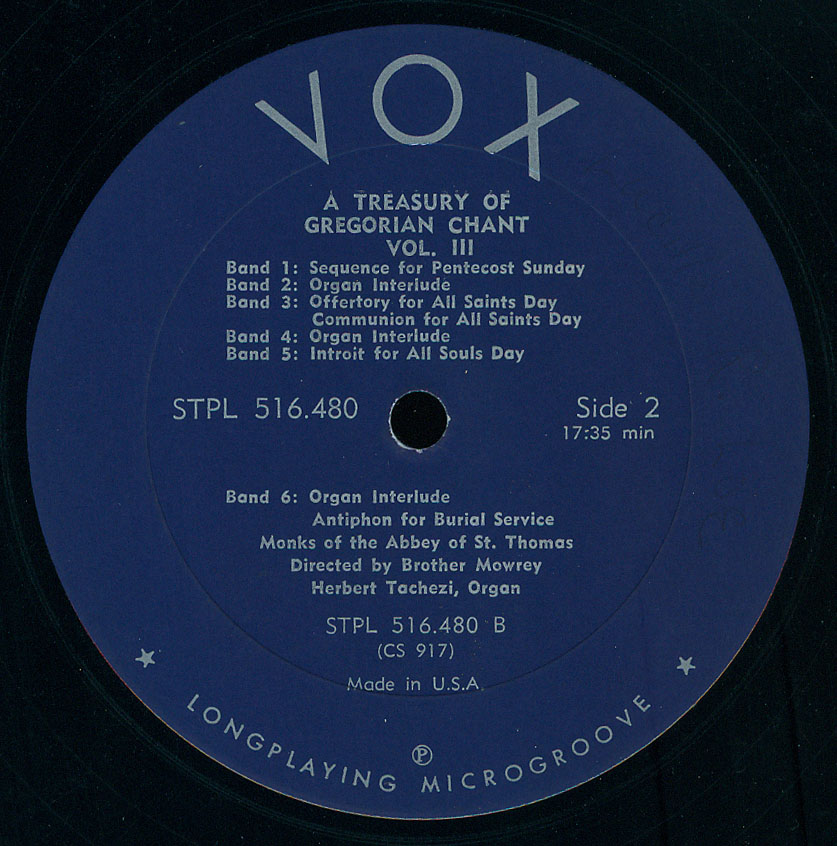 VOX
A TREASURY OF
GREGORIAN CHANT
VOL. III
Band 1: Sequence for Pentecost Sunday
Band 2: Organ Interlude
Band 3: Offertory for All Saints Day
Communion for All Saints Day
Band 4: Organ Interlude
Band 5: Introit for All Souls Day
STPL 516.480
Side 2
17:35 min
Band 6: Organ Interlude
Antiphon for Burial Service
Monks of the Abbey of St. Thomas
Directed by Brother Mowrey
Herbert Tachezi, Organ
STPL 516.480 B
(CS 917)
Made in U.S.A.
℗
LONGPLAYING MICROGROOVE